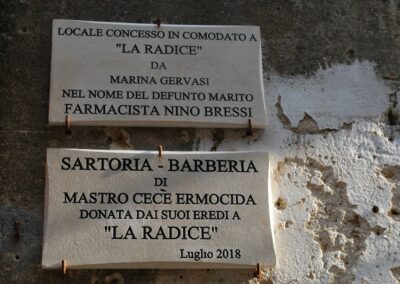 LOCALE CONCESSO IN COMODATO A
"LA RADICE"
DA
MARINA GERVASI
NEL NOME DEL DEFUNTO MARITO
FARMACISTA NINO BRESSI
SARTORIA - BARBERIA
DI
MASTRO CECÈ ERMOCIDA
DONATA DAI SUOI EREDI A
"LA RADICE"
Luglio 2018